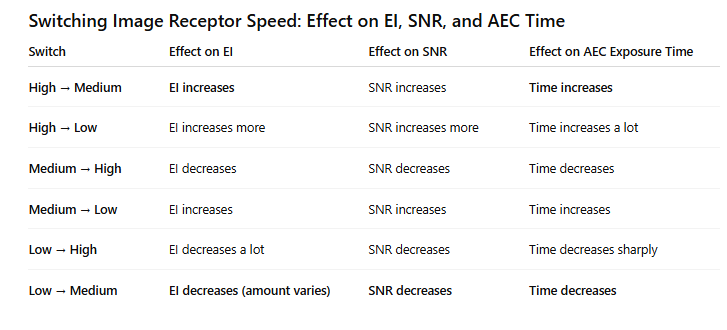 Switching Image Receptor Speed: Effect on EI, SNR, and AEC Time
Switch Effect on EI Effect on SNR Effect on AEC Exposure Time
High → Medium EI increases SNR increases Time increases
High → Low EI increases more SNR increases more Time increases a lot
Medium → High EI decreases SNR decreases Time decreases
Medium → Low EI increases SNR increases Time increases
Low → High EI decreases a lot SNR decreases Time decreases sharply
Low → Medium EI decreases (amount varies) SNR decreases Time decreases